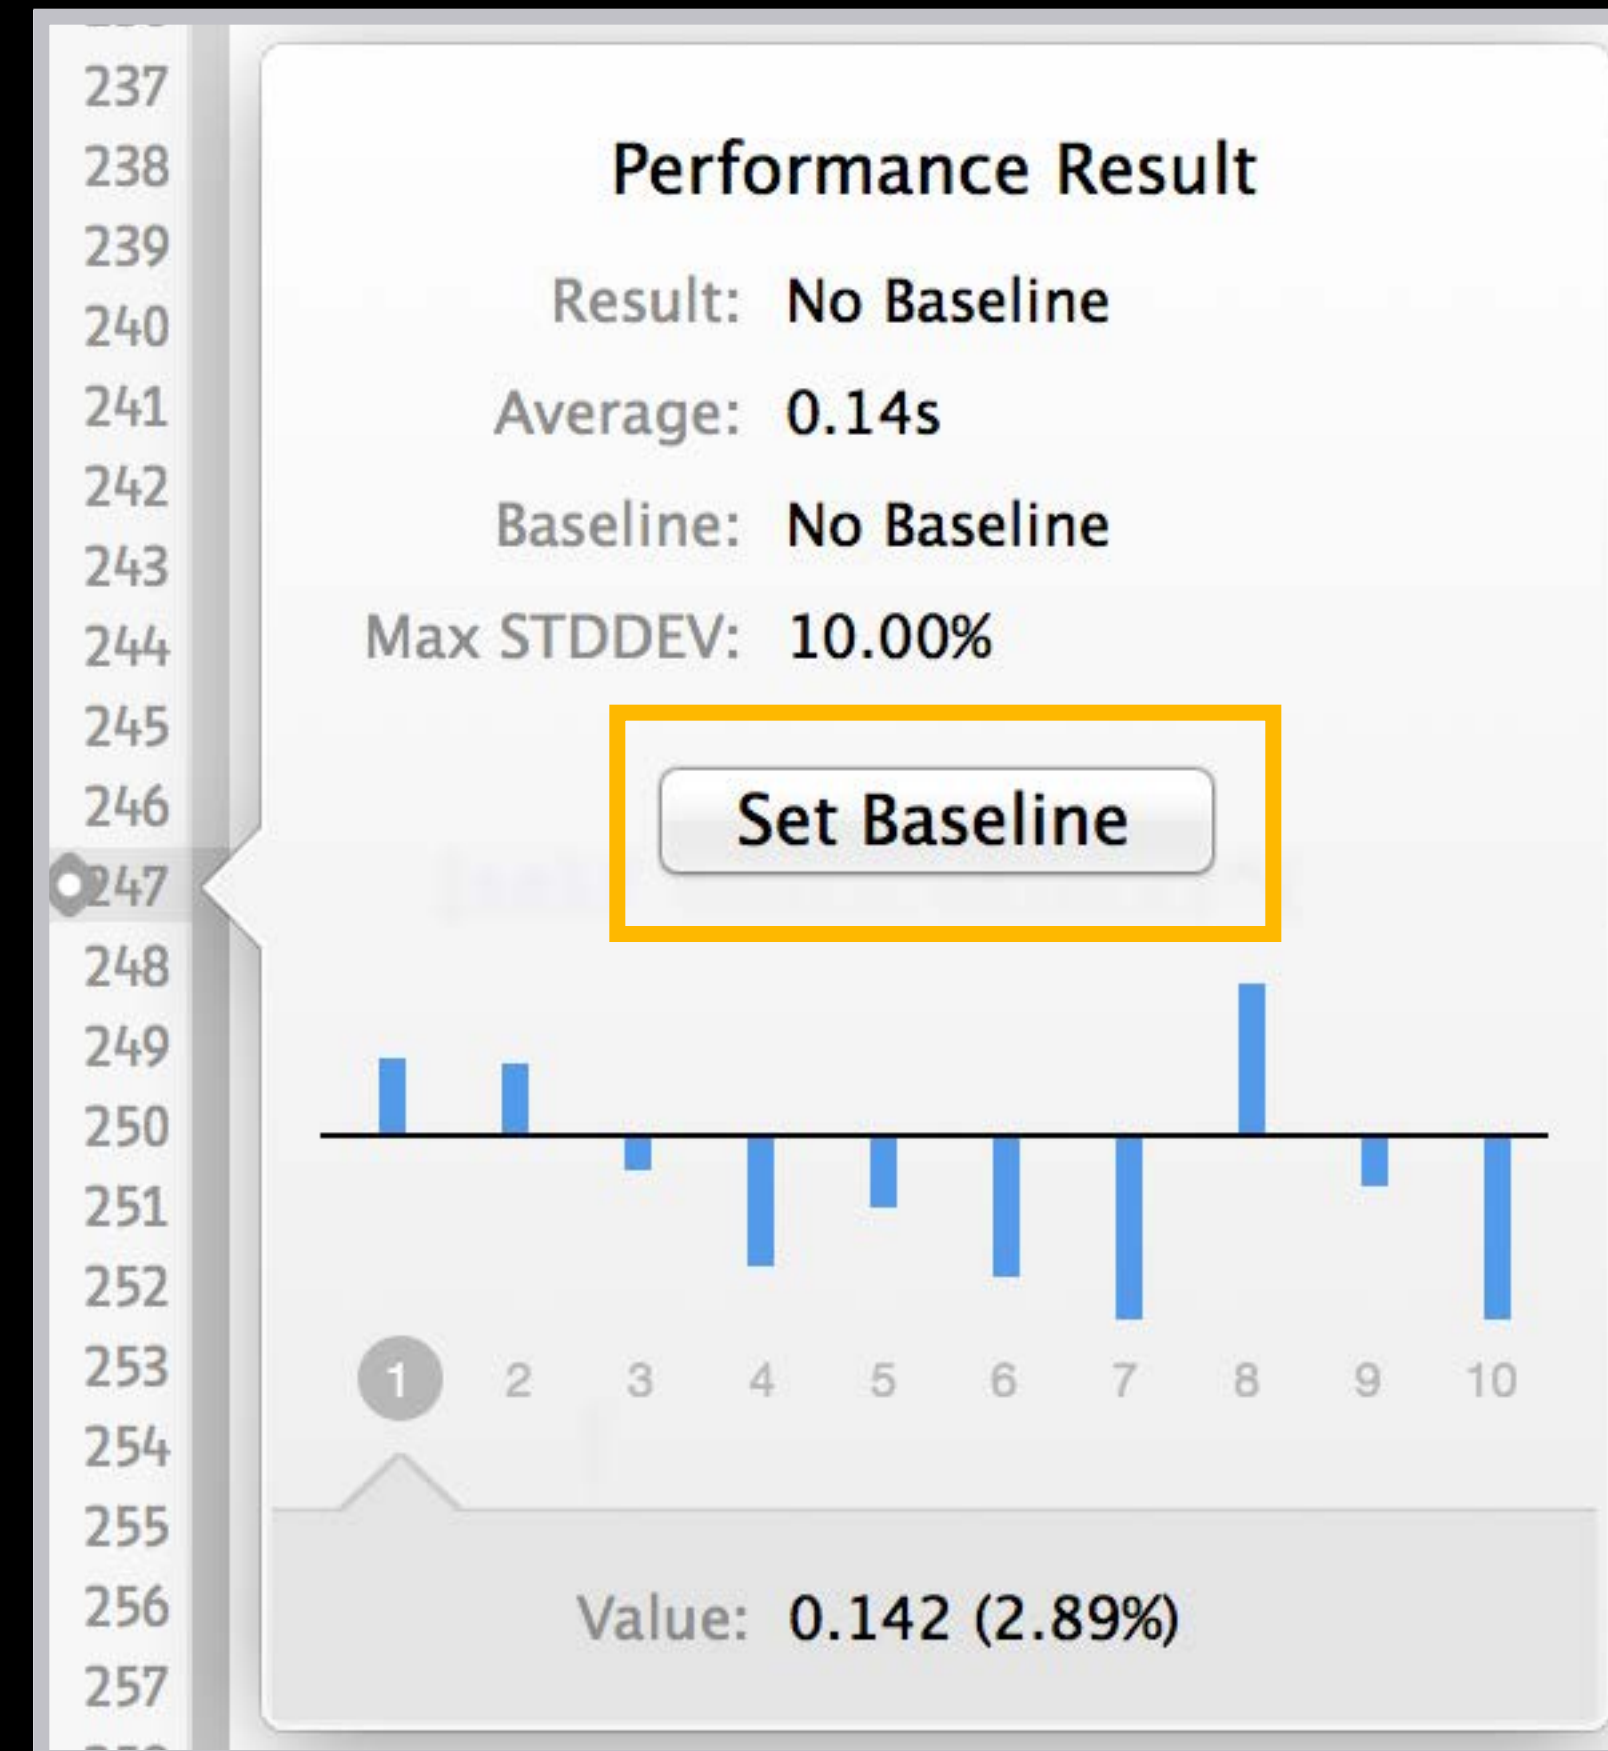 237
238
239
240
241
242
243
244
245
246
247
248
249
250
251
252
253
254
255
256
257
Performance Result
Result: No Baseline
Average: 0.14s
Baseline: No Baseline
Max STDDEV: 10.00%
Set Baseline
1 2 3 4 5 6 7 8 9 10
Value: 0.142 (2.89%)